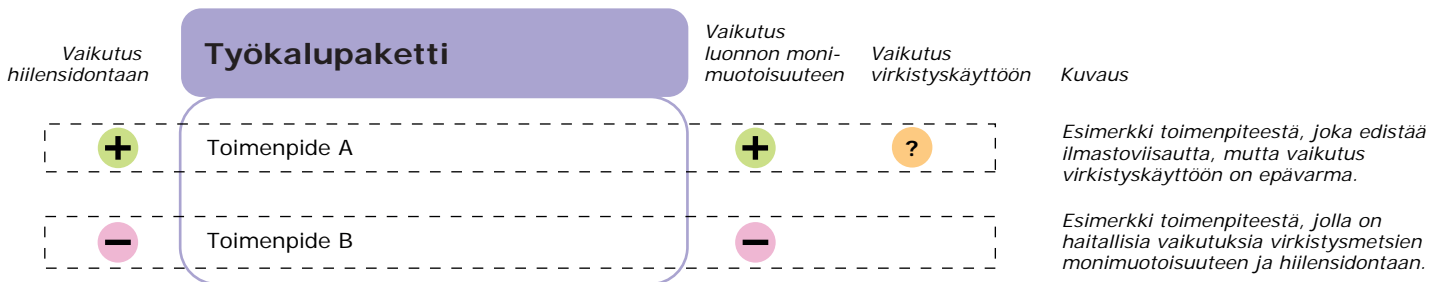 Vaikutus
hiilensidontaan
Työkalupaketti
Vaikutus
luonnon moni-
muotoisuuteen
Vaikutus
virkistyskäyttöön
Kuvaus
+
Toimenpide A
+
?
Esimerkki toimenpiteestä, joka edistää
ilmastoviisautta, mutta vaikutus
virkistyskäyttöön on epävarma.
−
Toimenpide B
−
Esimerkki toimenpiteestä, jolla on
haitallisia vaikutuksia virkistysmetsien
monimuotoisuuteen ja hiilensidontaan.